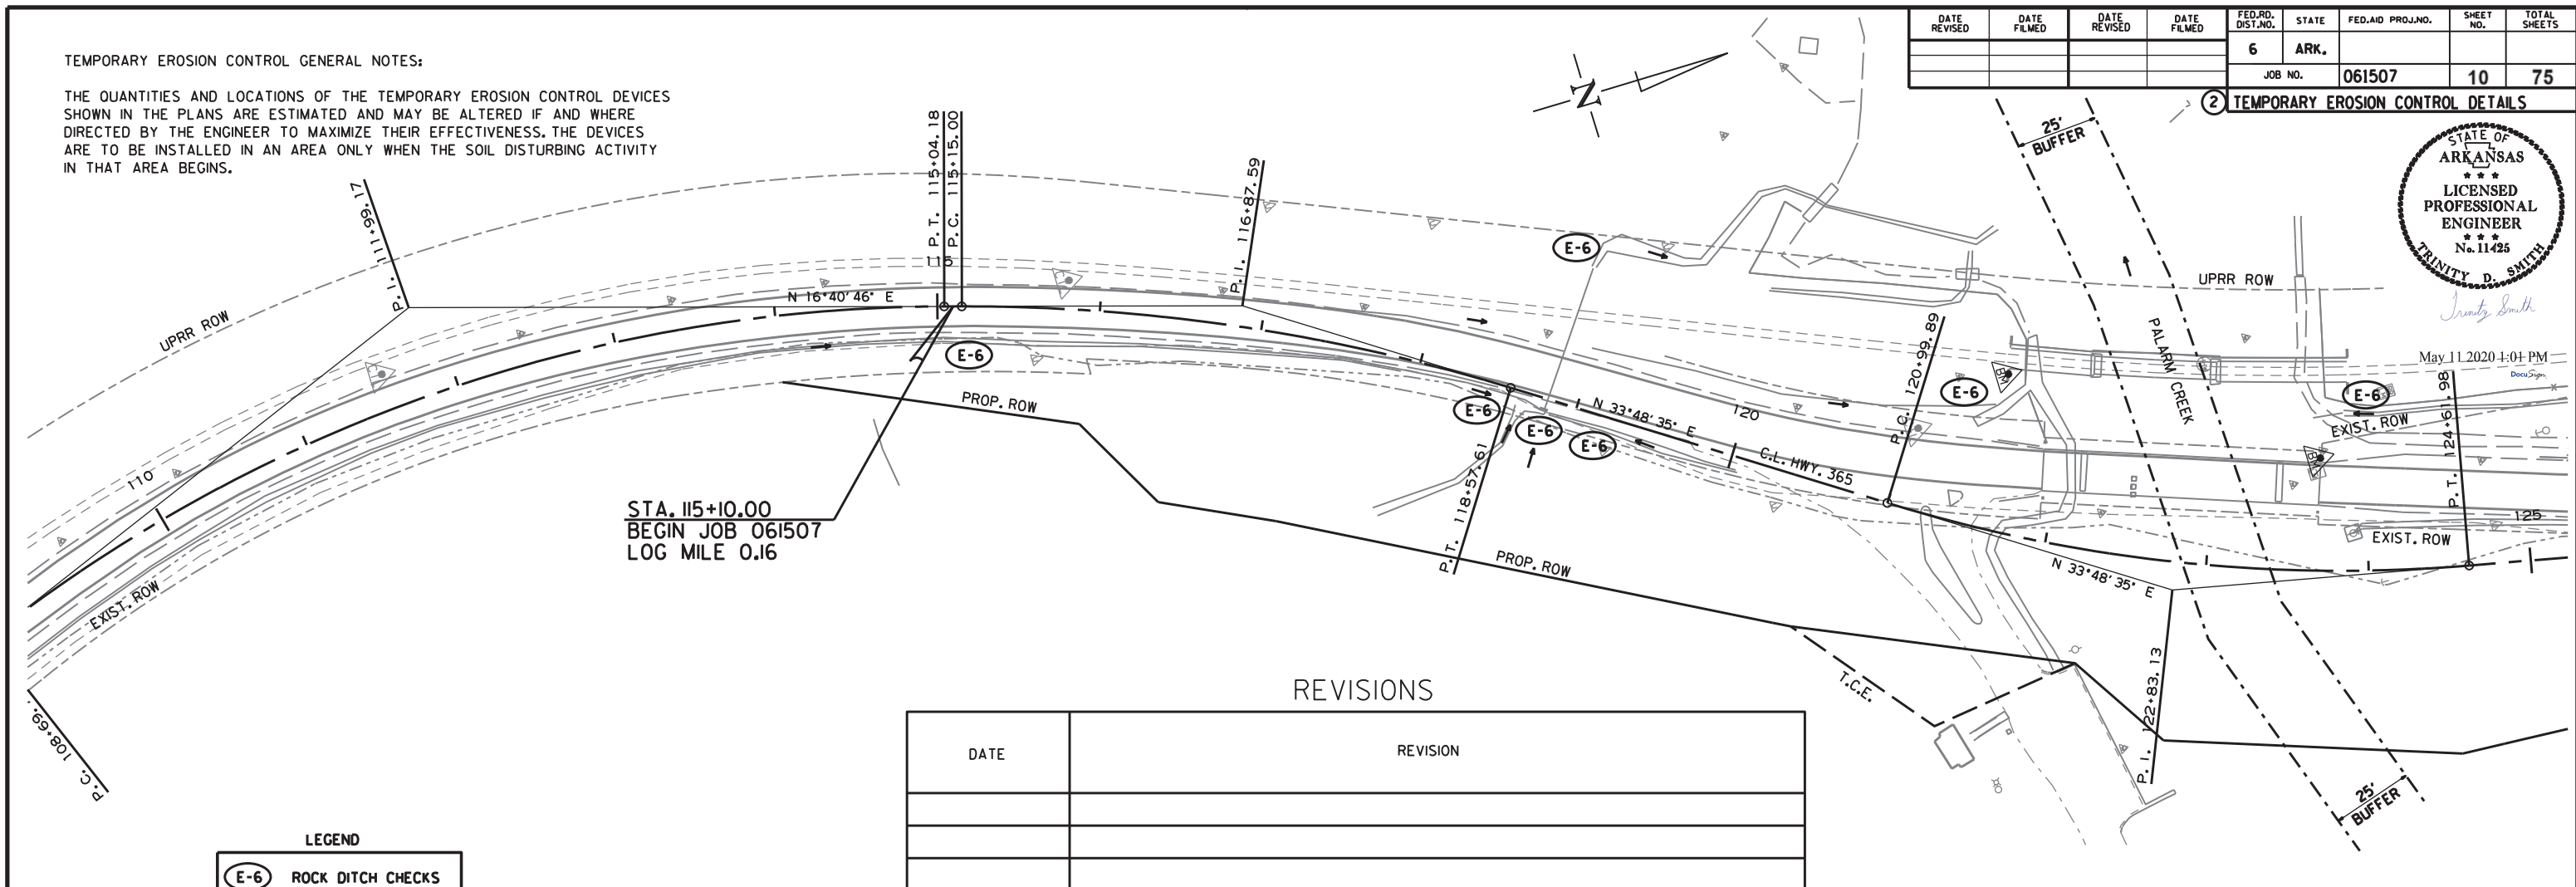 TEMPORARY EROSION CONTROL GENERAL NOTES:
THE QUANTITIES AND LOCATIONS OF THE TEMPORARY EROSION CONTROL DEVICES
SHOWN IN THE PLANS ARE ESTIMATED AND MAY BE ALTERED IF AND WHERE
DIRECTED BY THE ENGINEER TO MAXIMIZE THEIR EFFECTIVENESS. THE DEVICES
ARE TO BE INSTALLED IN AN AREA ONLY WHEN THE SOIL DISTURBING ACTIVITY
IN THAT AREA BEGINS.
DATE REVISED
DATE FILMED
DATE REVISED
DATE FILMED
FED.RD. DIST.NO.
STATE
FED.AID PROJ.NO.
SHEET NO.
TOTAL SHEETS
6
ARK.
JOB NO.
061507
10
75
2 TEMPORARY EROSION CONTROL DETAILS
STATE OF
ARKANSAS
★ ★ ★
LICENSED
PROFESSIONAL
ENGINEER
★ ★ ★
No. 11425
TRINITY D. SMITH
Trinity Smith
May 11 2020 1:01 PM
DocuSign
N
25'
BUFFER
P.I. 111+99.17
P.T. 115+04.18
P.C. 115+15.00
115
P.I. 116+87.59
UPRR ROW
N 16°40'46" E
E-6
E-6
UPRR ROW
PALARM CREEK
P.C. 120+99.89
E-6
BM
E-6
EXIST. ROW
P.T. 124+61.98
BM
PROP. ROW
E-6
E-6
E-6
N 33°48'35" E
120
C.L. HWY. 365
P.T. 118+57.61
110
STA. 115+10.00
BEGIN JOB 061507
LOG MILE 0.16
PROP. ROW
125
EXIST. ROW
N 33°48'35" E
EXIST. ROW
P.I. 122+83.13
T.C.E.
P.C. 108+69.
25'
BUFFER
REVISIONS
DATE
REVISION
LEGEND
E-6 ROCK DITCH CHECKS